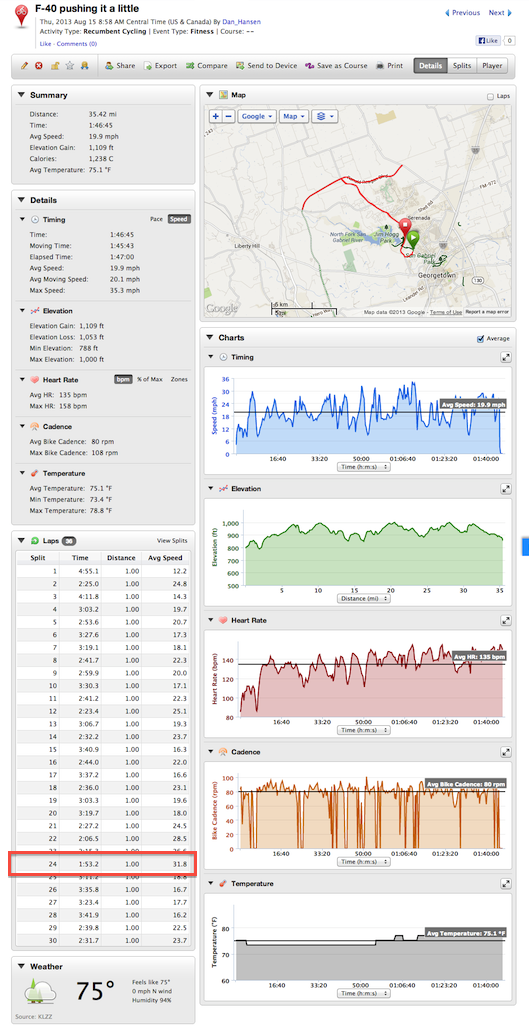 F-40 pushing it a little
Thu, 2013 Aug 15 8:58 AM Central Time (US & Canada) By Dan_Hansen
Activity Type: Recumbent Cycling | Event Type: Fitness | Course: --
Like · Comments (0)
Previous Next
Like 0
Share Export Compare Send to Device Save as Course Print Details Splits Player
Summary
Distance: 35.42 mi
Time: 1:46:45
Avg Speed: 19.9 mph
Elevation Gain: 1,109 ft
Calories: 1,238 C
Avg Temperature: 75.1 °F
Details
Timing Pace Speed
Time: 1:46:45
Moving Time: 1:45:43
Elapsed Time: 1:47:00
Avg Speed: 19.9 mph
Avg Moving Speed: 20.1 mph
Max Speed: 35.3 mph
Elevation
Elevation Gain: 1,109 ft
Elevation Loss: 1,053 ft
Min Elevation: 788 ft
Max Elevation: 1,000 ft
Heart Rate bpm % of Max Zones
Avg HR: 135 bpm
Max HR: 158 bpm
Cadence
Avg Bike Cadence: 80 rpm
Max Bike Cadence: 108 rpm
Temperature
Avg Temperature: 75.1 °F
Min Temperature: 73.4 °F
Max Temperature: 78.8 °F
Laps 36 View Splits
Split Time Distance Avg Speed
1 4:55.1 1.00 12.2
2 2:25.0 1.00 24.8
3 4:11.8 1.00 14.3
4 3:03.2 1.00 19.7
5 2:53.6 1.00 20.7
6 3:27.6 1.00 17.3
7 3:19.1 1.00 18.1
8 2:41.7 1.00 22.3
9 2:59.9 1.00 20.0
10 3:30.3 1.00 17.1
11 2:41.2 1.00 22.3
12 2:23.4 1.00 25.1
13 3:06.7 1.00 19.3
14 2:33.2 1.00 23.5
15 3:40.9 1.00 16.3
16 2:40.4 1.00 22.4
17 3:37.2 1.00 16.6
18 2:36.0 1.00 23.1
19 3:03.3 1.00 19.6
20 3:19.7 1.00 18.0
21 2:27.2 1.00 24.5
22 2:06.5 1.00 28.5
24 1:53.2 1.00 31.8
26 3:35.8 1.00 16.7
27 3:23.4 1.00 17.7
28 3:41.9 1.00 16.2
29 2:39.8 1.00 22.5
30 2:31.7 1.00 23.7
Weather
75°
Feels like 75°
0 mph N wind
Humidity 94%
Source: KLZZ
Map Laps
+ − Google Map
Liberty Hill
North Fork San Gabriel River
Jim Hogg Park
Serenada
San Gabriel Park
Georgetown
FM-972
130
Google
5 km
Map data ©2013 Google - Terms of Use Report a map error
Charts Average
Timing
Speed (mph)
36
30
24
18
12
6
0
Avg Speed: 19.9 mph
16:40 33:20 50:00 01:06:40 01:23:20 01:40:00
Time (h:m:s)
Elevation
Elevation (ft)
1,000
900
800
700
600
500
5 10 15 20 25 30 35
Distance (mi)
Heart Rate
Heart Rate (bpm)
140
120
100
80
Avg HR: 135 bpm
16:40 33:20 50:00 01:06:40 01:23:20 01:40:00
Time (h:m:s)
Cadence
Bike Cadence (rpm)
100
80
60
40
20
0
Avg Bike Cadence: 80 rpm
16:40 33:20 50:00 01:06:40 01:23:20 01:40:00
Time (h:m:s)
Temperature
Temperature (°F)
80
70
60
Avg Temperature: 75.1 °F
16:40 33:20 50:00 01:06:40 01:23:20 01:40:00
Time (h:m:s)